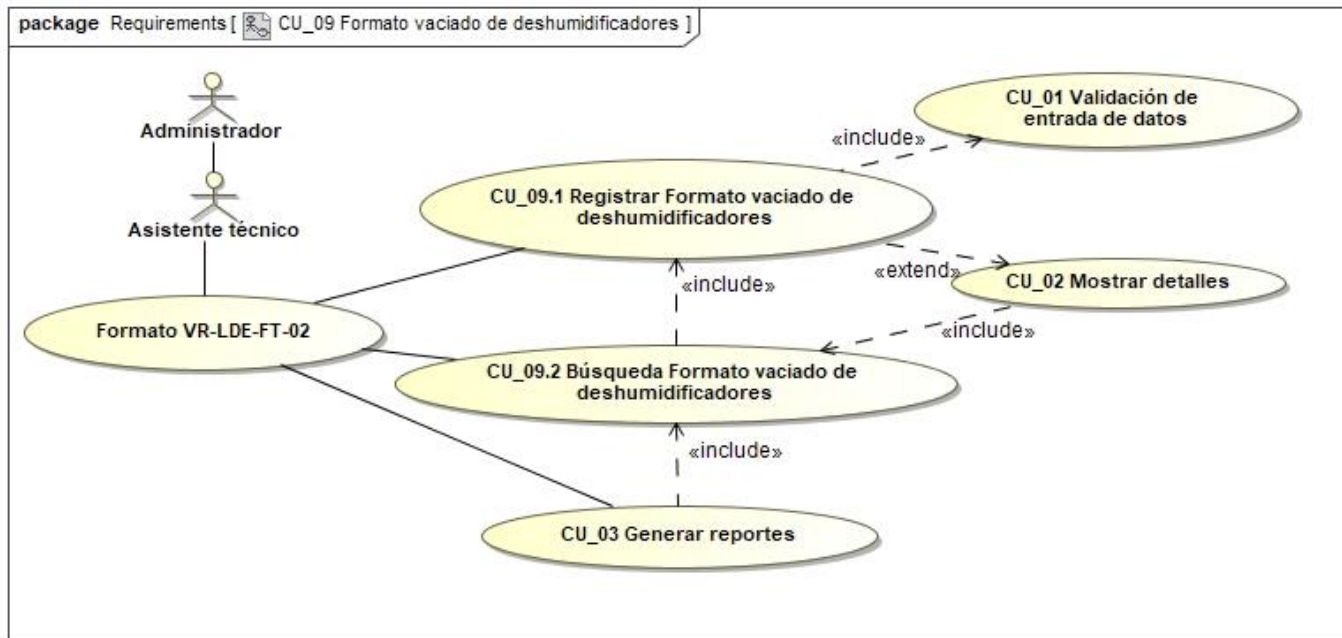 package Requirements [ CU_09 Formato vaciado de deshumidificadores ]
Administrador
Asistente técnico
Formato VR-LDE-FT-02
CU_09.1 Registrar Formato vaciado de
deshumidificadores
«include»
CU_01 Validación de
entrada de datos
«extend»
CU_02 Mostrar detalles
«include»
«include»
CU_09.2 Búsqueda Formato vaciado de
deshumidificadores
«include»
CU_03 Generar reportes